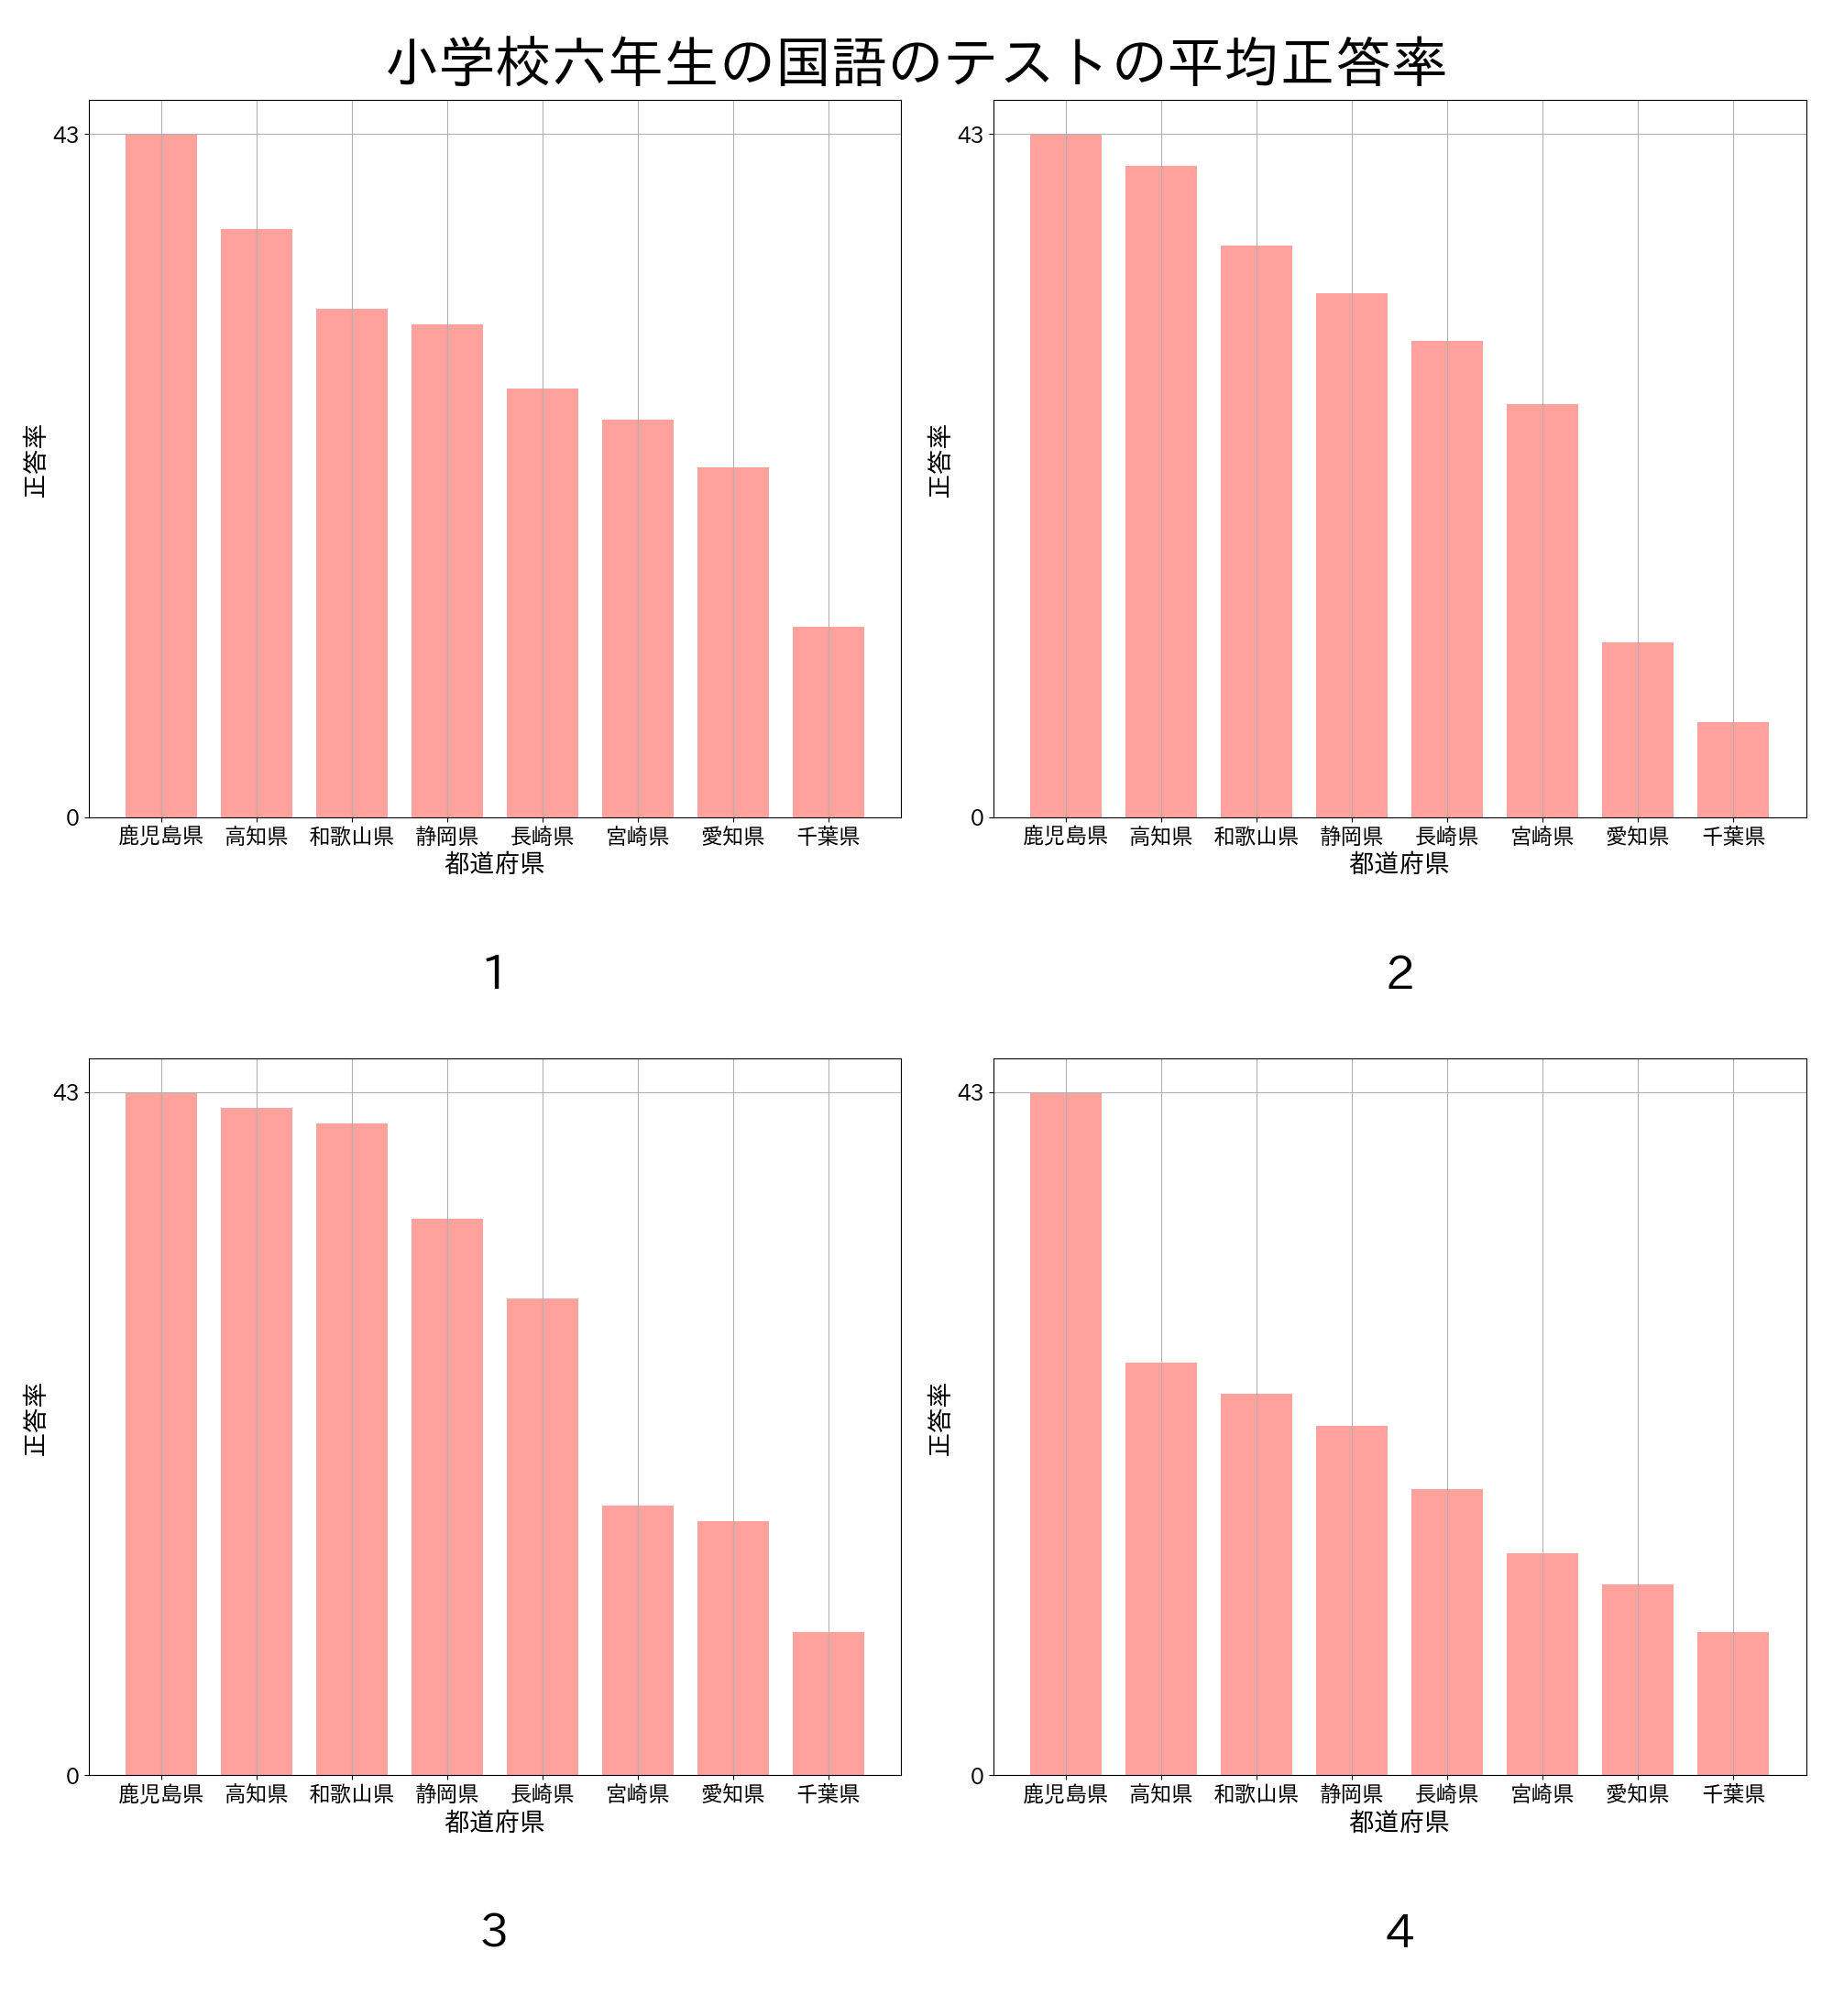 小学校六年生の国語のテストの平均正答率
43
0
正答率
鹿児島県 高知県 和歌山県 静岡県 長崎県 宮崎県 愛知県 千葉県
都道府県
1
43
0
正答率
鹿児島県 高知県 和歌山県 静岡県 長崎県 宮崎県 愛知県 千葉県
都道府県
2
43
0
正答率
鹿児島県 高知県 和歌山県 静岡県 長崎県 宮崎県 愛知県 千葉県
都道府県
3
43
0
正答率
鹿児島県 高知県 和歌山県 静岡県 長崎県 宮崎県 愛知県 千葉県
都道府県
4